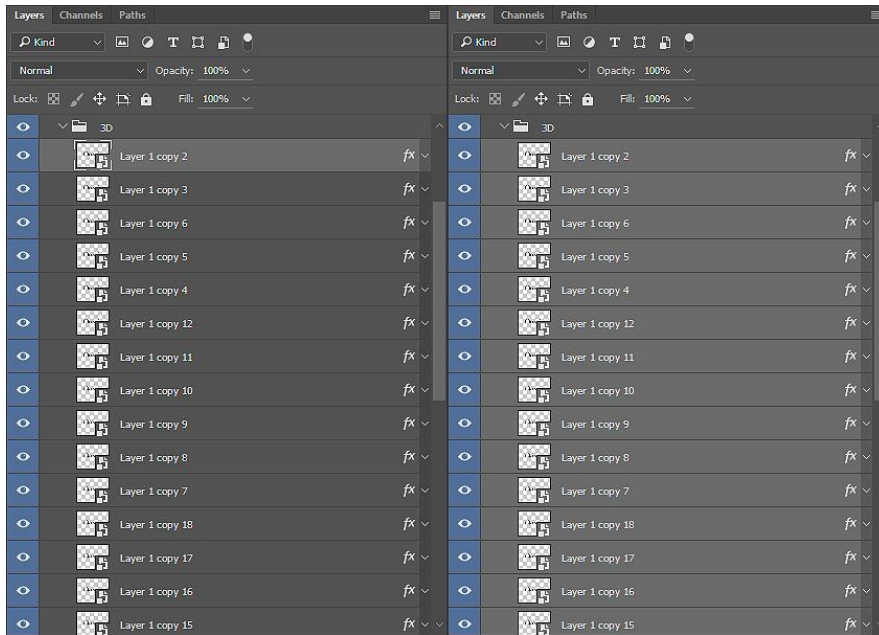 Layers Channels Paths
Kind T
Normal Opacity: 100%
Lock: Fill: 100%
3D
Layer 1 copy 2 fx
Layer 1 copy 3 fx
Layer 1 copy 6 fx
Layer 1 copy 5 fx
Layer 1 copy 4 fx
Layer 1 copy 12 fx
Layer 1 copy 11 fx
Layer 1 copy 10 fx
Layer 1 copy 9 fx
Layer 1 copy 8 fx
Layer 1 copy 7 fx
Layer 1 copy 18 fx
Layer 1 copy 17 fx
Layer 1 copy 16 fx
Layer 1 copy 15 fx
Layers Channels Paths
Kind T
Normal Opacity: 100%
Lock: Fill: 100%
3D
Layer 1 copy 2 fx
Layer 1 copy 3 fx
Layer 1 copy 6 fx
Layer 1 copy 5 fx
Layer 1 copy 4 fx
Layer 1 copy 12 fx
Layer 1 copy 11 fx
Layer 1 copy 10 fx
Layer 1 copy 9 fx
Layer 1 copy 8 fx
Layer 1 copy 7 fx
Layer 1 copy 18 fx
Layer 1 copy 17 fx
Layer 1 copy 16 fx
Layer 1 copy 15 fx